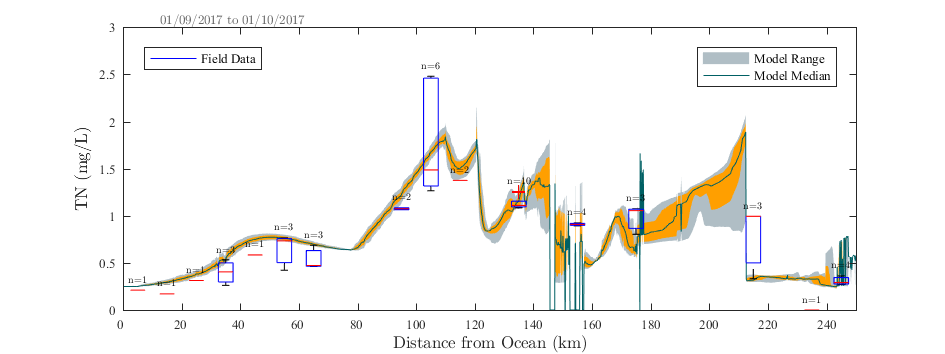 01/09/2017 to 01/10/2017
Field Data
Model Range
Model Median
TN (mg/L)
3
2.5
2
1.5
1
0.5
0
n=1
n=1
n=1
n=3
n=1
n=3
n=3
n=2
n=6
n=2
n=10
n=4
n=3
n=1
0 20 40 60 80 100 120 140 160 180 200 220 240
Distance from Ocean (km)